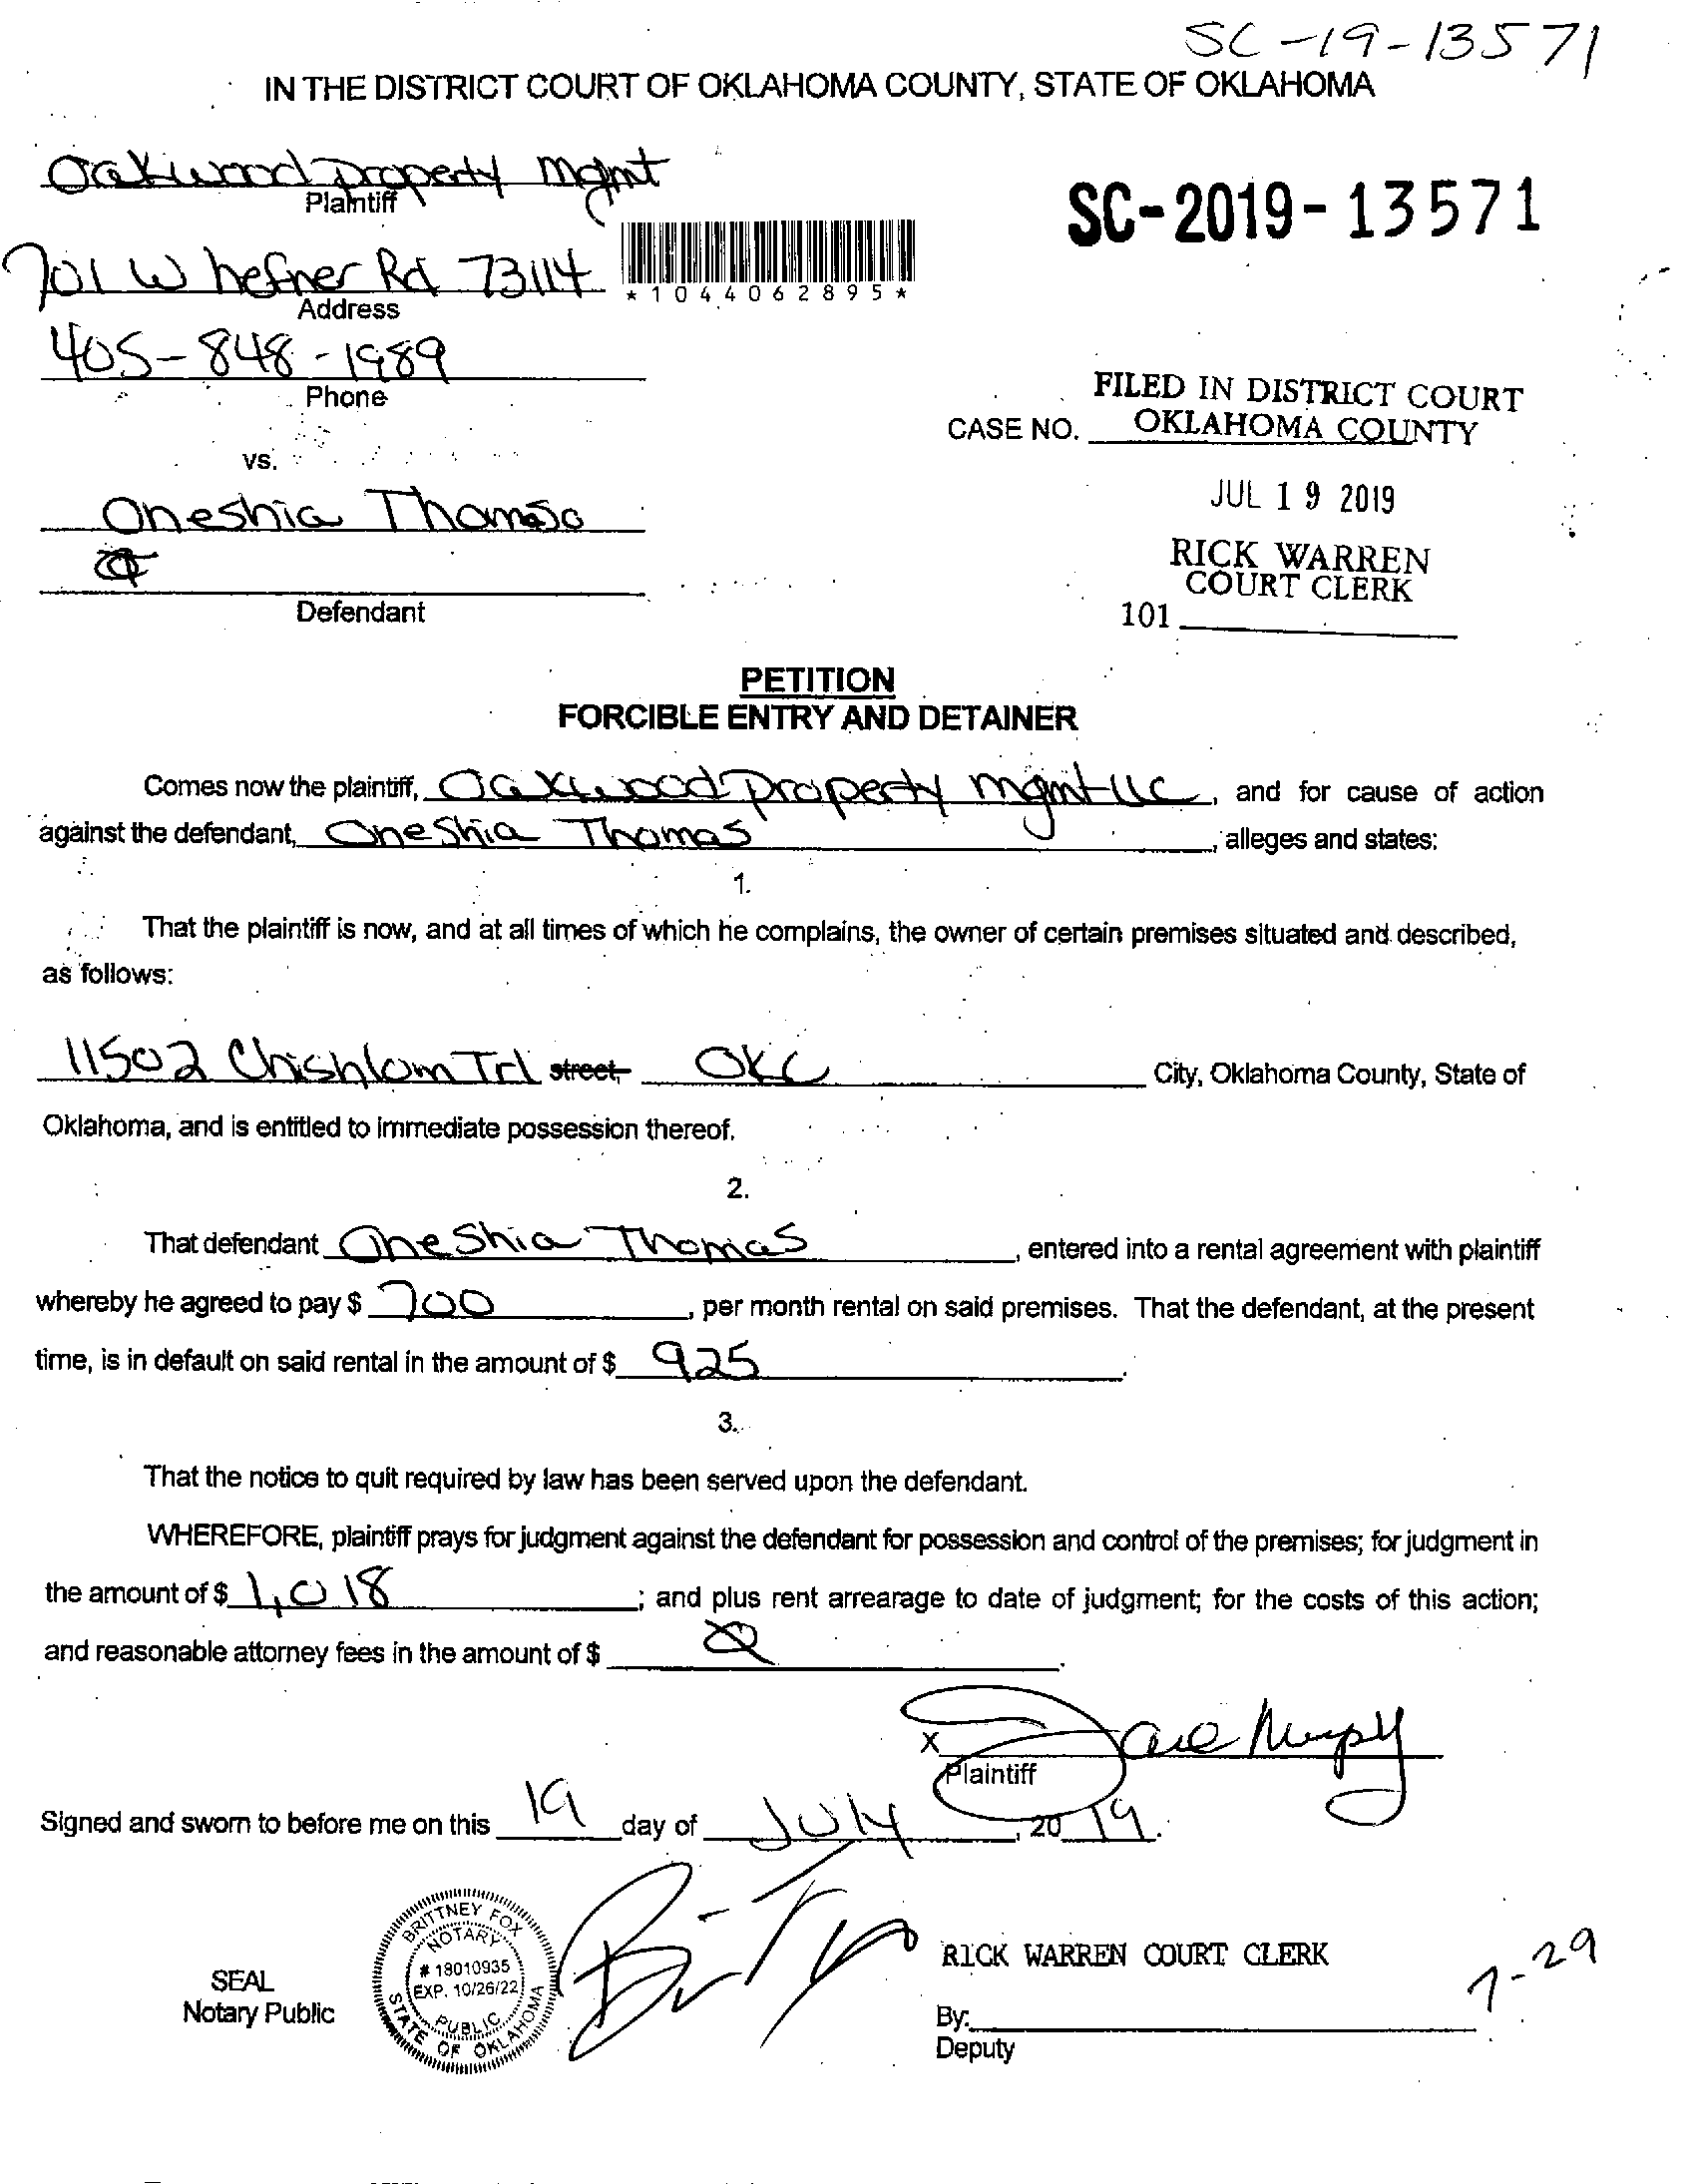 SC-19-13571
IN THE DISTRICT COURT OF OKLAHOMA COUNTY, STATE OF OKLAHOMA
Oakwood Property Mgmt
Plaintiff
SC-2019-13571
701 W hefner Rd 73114
Address
*1044062895*
405-848-1989
Phone
FILED IN DISTRICT COURT
CASE NO. OKLAHOMA COUNTY
vs.
JUL 19 2019
Oneshia Thomas
RICK WARREN
COURT CLERK
Defendant
101
PETITION
FORCIBLE ENTRY AND DETAINER
Comes now the plaintiff, Oakwood Property mgmt llc, and for cause of action
against the defendant, Oneshia Thomas, alleges and states:
1.
That the plaintiff is now, and at all times of which he complains, the owner of certain premises situated and described,
as follows:
11502 Chishlom Trl street, OKC City, Oklahoma County, State of
Oklahoma, and is entitled to immediate possession thereof.
2.
That defendant Oneshia Thomas, entered into a rental agreement with plaintiff
whereby he agreed to pay $ 700, per month rental on said premises. That the defendant, at the present
time, is in default on said rental in the amount of $ 925.
3.
That the notice to quit required by law has been served upon the defendant.
WHEREFORE, plaintiff prays for judgment against the defendant for possession and control of the premises; for judgment in
the amount of $ 1,018; and plus rent arrearage to date of judgment; for the costs of this action;
and reasonable attorney fees in the amount of $
X
Plaintiff
Signed and sworn to before me on this 19 day of July, 2019.
BRITTNEY FOX
NOTARY
# 18010935
EXP. 10/26/22
PUBLIC
STATE OF OKLAHOMA
SEAL
Notary Public
RICK WARREN COURT CLERK
7-29
By:
Deputy